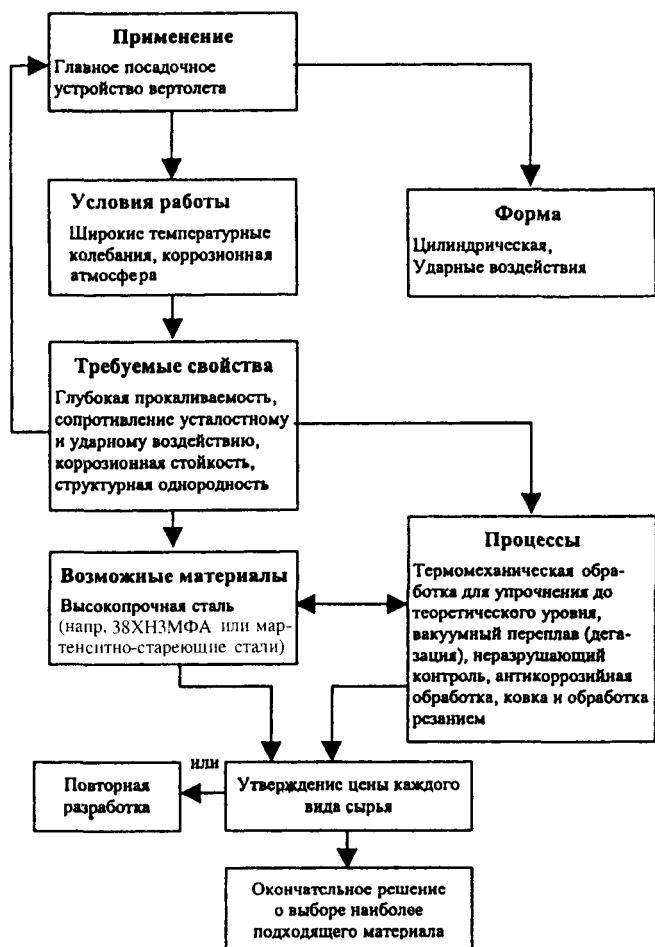 Применение
Главное посадочное
устройство вертолета
Условия работы
Широкие температурные
колебания, коррозионная
атмосфера
Форма
Цилиндрическая,
Ударные воздействия
Требуемые свойства
Глубокая прокаливаемость,
сопротивление усталостному
и ударному воздействию,
коррозионная стойкость,
структурная однородность
Возможные материалы
Высокопрочная сталь
(напр. 38ХН3МФА или мар-
тенситно-стареющие стали)
Процессы
Термомеханическая обра-
ботка для упрочнения до
теоретического уровня,
вакуумный переплав (дега-
зация), неразрушающий
контроль, антикоррозийная
обработка, ковка и обработка
резанием
или
Повторная
разработка
Утверждение цены каждого
вида сырья
Окончательное решение
о выборе наиболее
подходящего материала